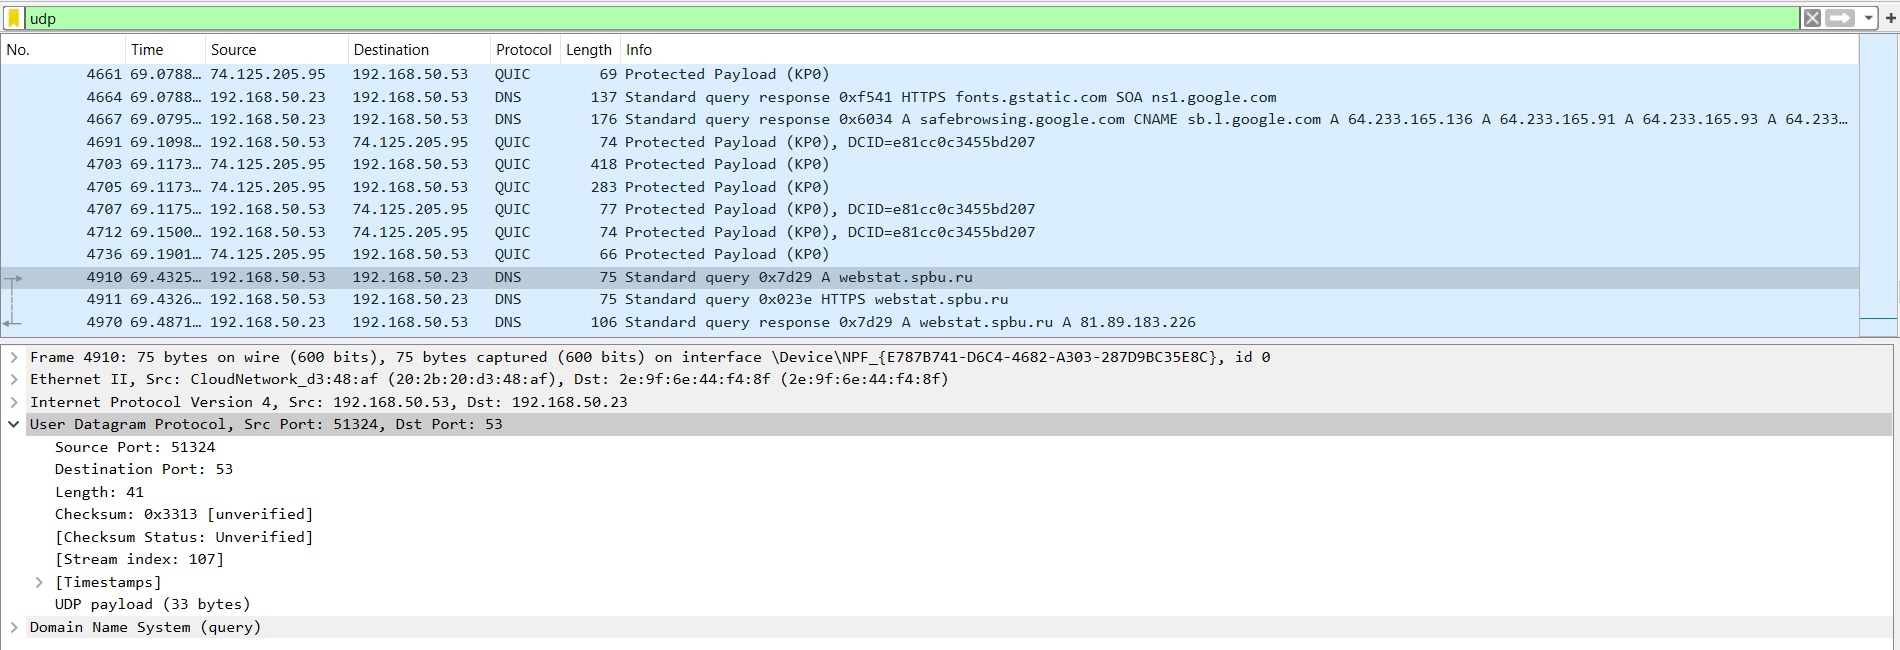 udp
No. Time Source Destination Protocol Length Info
4661 69.0788… 74.125.205.95 192.168.50.53 QUIC 69 Protected Payload (KP0)
4664 69.0788… 192.168.50.23 192.168.50.53 DNS 137 Standard query response 0xf541 HTTPS fonts.gstatic.com SOA ns1.google.com
4667 69.0795… 192.168.50.23 192.168.50.53 DNS 176 Standard query response 0x6034 A safebrowsing.google.com CNAME sb.l.google.com A 64.233.165.136 A 64.233.165.91 A 64.233.165.93 A 64.233…
4691 69.1098… 192.168.50.53 74.125.205.95 QUIC 74 Protected Payload (KP0), DCID=e81cc0c3455bd207
4703 69.1173… 74.125.205.95 192.168.50.53 QUIC 418 Protected Payload (KP0)
4705 69.1173… 74.125.205.95 192.168.50.53 QUIC 283 Protected Payload (KP0)
4707 69.1175… 192.168.50.53 74.125.205.95 QUIC 77 Protected Payload (KP0), DCID=e81cc0c3455bd207
4712 69.1500… 192.168.50.53 74.125.205.95 QUIC 74 Protected Payload (KP0), DCID=e81cc0c3455bd207
4736 69.1901… 74.125.205.95 192.168.50.53 QUIC 66 Protected Payload (KP0)
4910 69.4325… 192.168.50.53 192.168.50.23 DNS 75 Standard query 0x7d29 A webstat.spbu.ru
4911 69.4326… 192.168.50.53 192.168.50.23 DNS 75 Standard query 0x023e HTTPS webstat.spbu.ru
4970 69.4871… 192.168.50.23 192.168.50.53 DNS 106 Standard query response 0x7d29 A webstat.spbu.ru A 81.89.183.226
Frame 4910: 75 bytes on wire (600 bits), 75 bytes captured (600 bits) on interface \Device\NPF_{E787B741-D6C4-4682-A303-287D9BC35E8C}, id 0
Ethernet II, Src: CloudNetwork_d3:48:af (20:2b:20:d3:48:af), Dst: 2e:9f:6e:44:f4:8f (2e:9f:6e:44:f4:8f)
Internet Protocol Version 4, Src: 192.168.50.53, Dst: 192.168.50.23
User Datagram Protocol, Src Port: 51324, Dst Port: 53
Source Port: 51324
Destination Port: 53
Length: 41
Checksum: 0x3313 [unverified]
[Checksum Status: Unverified]
[Stream index: 107]
[Timestamps]
UDP payload (33 bytes)
Domain Name System (query)